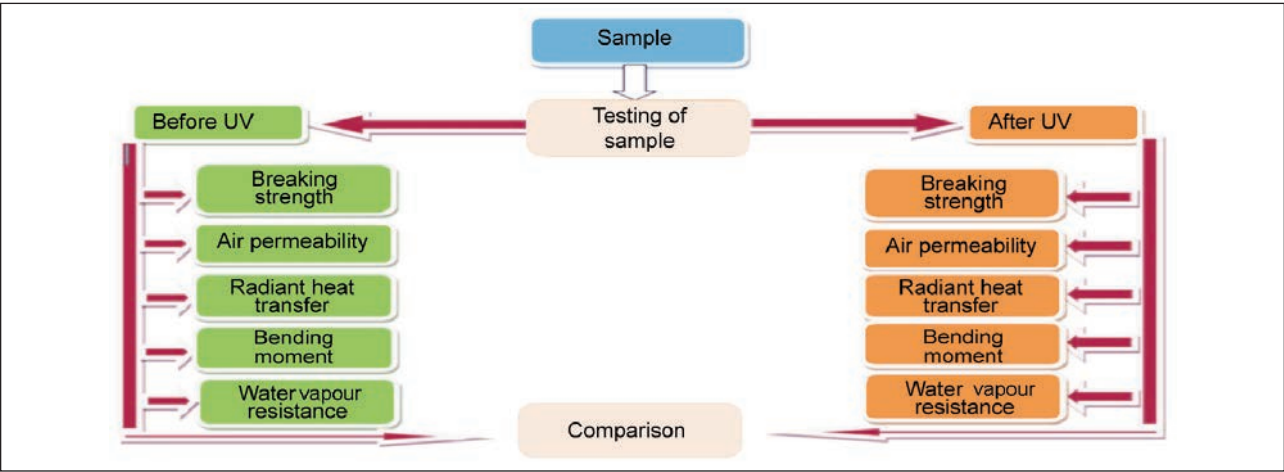 Sample
Testing of
sample
Before UV
Breaking
strength
Air permeability
Radiant heat
transfer
Bending
moment
Water vapour
resistance
After UV
Breaking
strength
Air permeability
Radiant heat
transfer
Bending
moment
Water vapour
resistance
Comparison